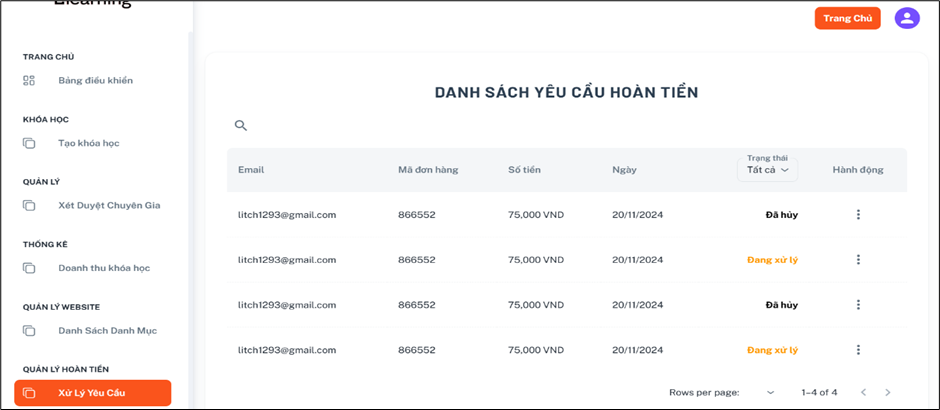 Elearning
Trang Chủ
TRANG CHỦ
Bảng điều khiển
KHÓA HỌC
Tạo khóa học
QUẢN LÝ
Xét Duyệt Chuyên Gia
THỐNG KÊ
Doanh thu khóa học
QUẢN LÝ WEBSITE
Danh Sách Danh Mục
QUẢN LÝ HOÀN TIỀN
Xử Lý Yêu Cầu
DANH SÁCH YÊU CẦU HOÀN TIỀN
Email Mã đơn hàng Số tiền Ngày Trạng thái Tất cả Hành động
litch1293@gmail.com 866552 75,000 VND 20/11/2024 Đã hủy
litch1293@gmail.com 866552 75,000 VND 20/11/2024 Đang xử lý
litch1293@gmail.com 866552 75,000 VND 20/11/2024 Đã hủy
litch1293@gmail.com 866552 75,000 VND 20/11/2024 Đang xử lý
Rows per page: 1–4 of 4